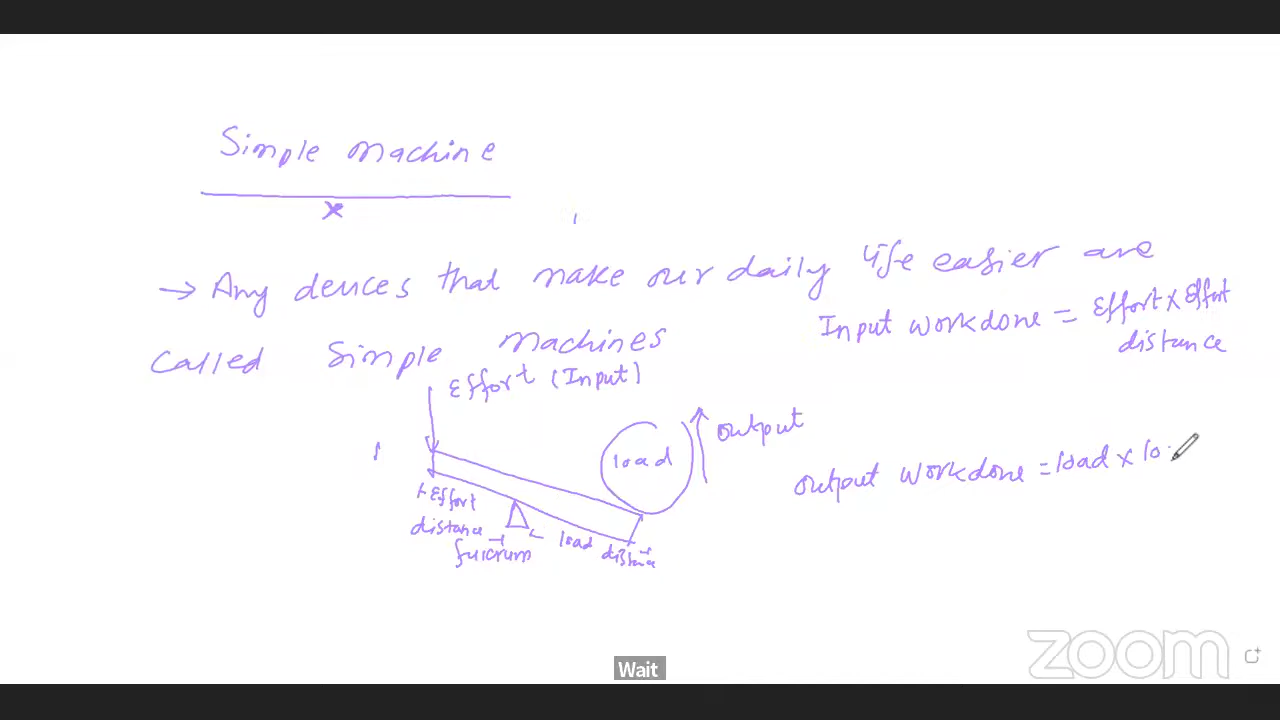 Simple machine
→ Any devices that make our daily life easier are
called simple machines
Input workdone = Effort x Effort
distance
Effort (Input)
load
output
output workdone = load x lo
Effort
distance
fulcrum
load distance
Wait
zoom